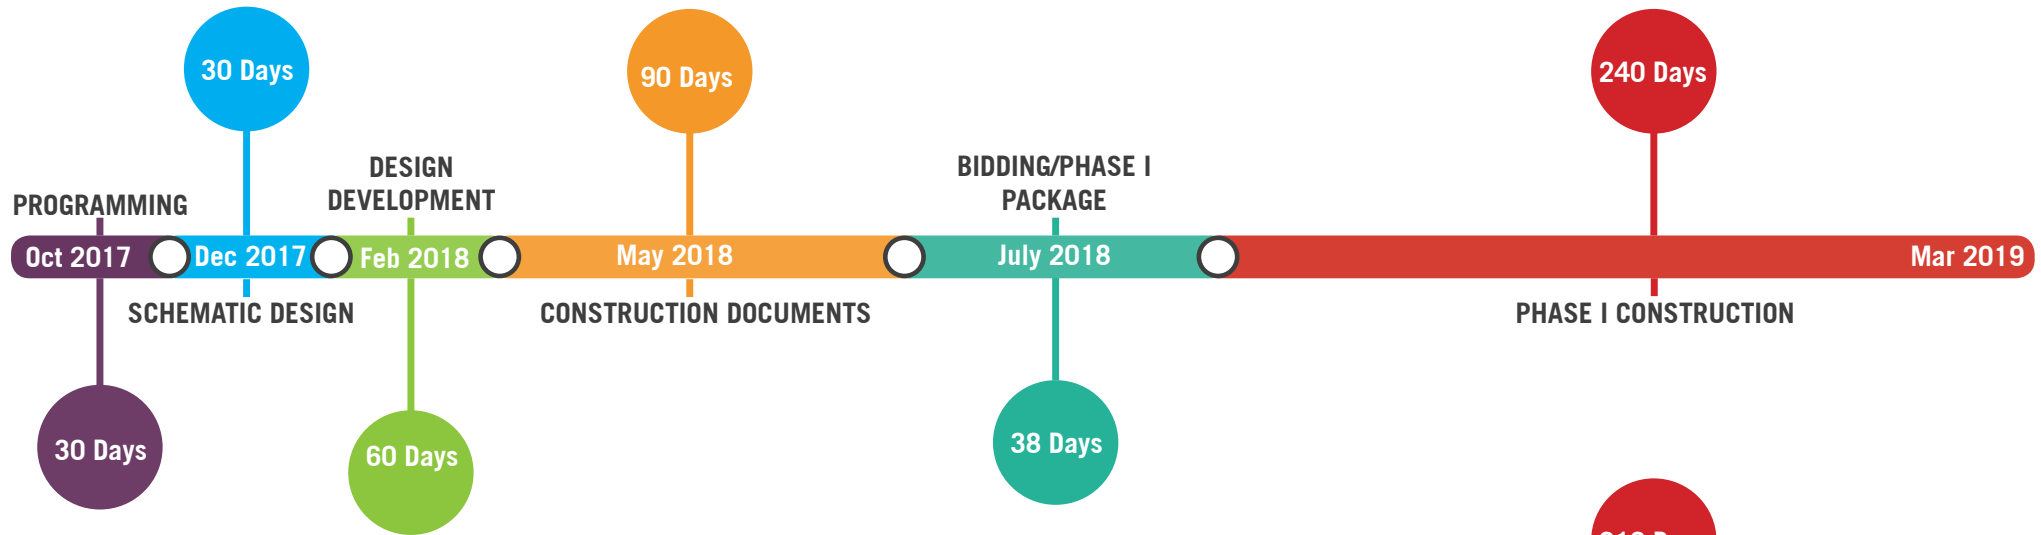 30 Days
90 Days
240 Days
DESIGN
DEVELOPMENT
BIDDING/PHASE I
PACKAGE
PROGRAMMING
Oct 2017
Dec 2017
Feb 2018
May 2018
July 2018
Mar 2019
SCHEMATIC DESIGN
CONSTRUCTION DOCUMENTS
PHASE I CONSTRUCTION
30 Days
60 Days
38 Days